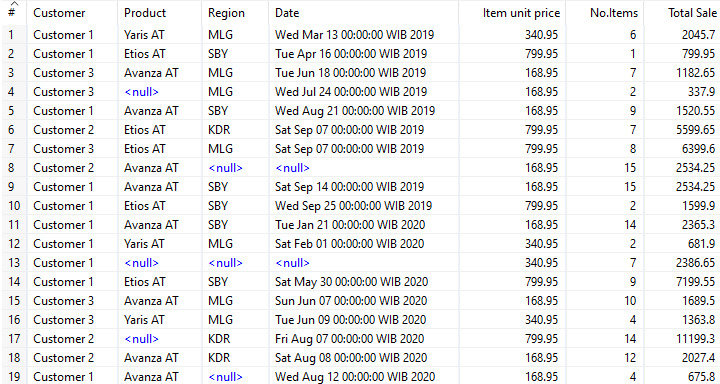 # Customer Product Region Date Item unit price No.Items Total Sale
1 Customer 1 Yaris AT MLG Wed Mar 13 00:00:00 WIB 2019 340.95 6 2045.7
2 Customer 1 Etios AT SBY Tue Apr 16 00:00:00 WIB 2019 799.95 1 799.95
3 Customer 3 Avanza AT MLG Tue Jun 18 00:00:00 WIB 2019 168.95 7 1182.65
4 Customer 3 <null> MLG Wed Jul 24 00:00:00 WIB 2019 168.95 2 337.9
5 Customer 1 Avanza AT SBY Wed Aug 21 00:00:00 WIB 2019 168.95 9 1520.55
6 Customer 2 Etios AT KDR Sat Sep 07 00:00:00 WIB 2019 799.95 7 5599.65
7 Customer 3 Etios AT MLG Sat Sep 07 00:00:00 WIB 2019 799.95 8 6399.6
8 Customer 2 Avanza AT <null> <null> 168.95 15 2534.25
9 Customer 1 Avanza AT SBY Sat Sep 14 00:00:00 WIB 2019 168.95 15 2534.25
10 Customer 1 Etios AT SBY Wed Sep 25 00:00:00 WIB 2019 799.95 2 1599.9
11 Customer 1 Avanza AT SBY Tue Jan 21 00:00:00 WIB 2020 168.95 14 2365.3
12 Customer 1 Yaris AT MLG Sat Feb 01 00:00:00 WIB 2020 340.95 2 681.9
13 Customer 1 <null> <null> <null> 340.95 7 2386.65
14 Customer 1 Etios AT SBY Sat May 30 00:00:00 WIB 2020 799.95 9 7199.55
15 Customer 3 Avanza AT MLG Sun Jun 07 00:00:00 WIB 2020 168.95 10 1689.5
16 Customer 3 Yaris AT MLG Tue Jun 09 00:00:00 WIB 2020 340.95 4 1363.8
17 Customer 2 <null> KDR Fri Aug 07 00:00:00 WIB 2020 799.95 14 11199.3
18 Customer 2 Avanza AT KDR Sat Aug 08 00:00:00 WIB 2020 168.95 12 2027.4
19 Customer 1 Avanza AT <null> Wed Aug 12 00:00:00 WIB 2020 168.95 4 675.8